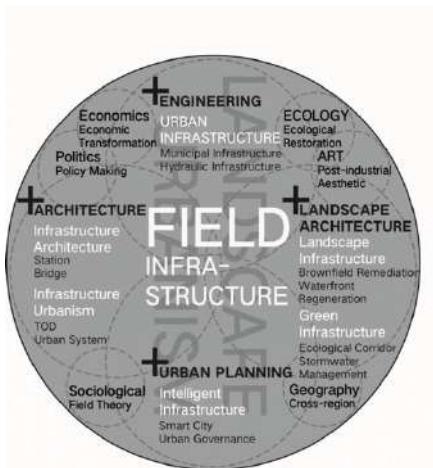 LANDSCAPE
URBANISM
+ENGINEERING
URBAN
INFRASTRUCTURE
Municipal Infrastructure
Hydraulic Infrastructure
Economics
Economic
Transformation
Politics
Policy Making
ECOLOGY
Ecological
Restoration
ART
Post-industrial
Aesthetic
+ARCHITECTURE
Infrastructure
Architecture
Station
Bridge
Infrastructure
Urbanism
TOD
Urban System
FIELD
INFRA-
STRUCTURE
+LANDSCAPE
ARCHITECTURE
Landscape
Infrastructure
Brownfield Remediation
Waterfront
Regeneration
Green
Infrastructure
Ecological Corridor
Stormwater
Management
+URBAN PLANNING
Intelligent
Infrastructure
Smart City
Urban Governance
Sociological
Field Theory
Geography
Cross-region